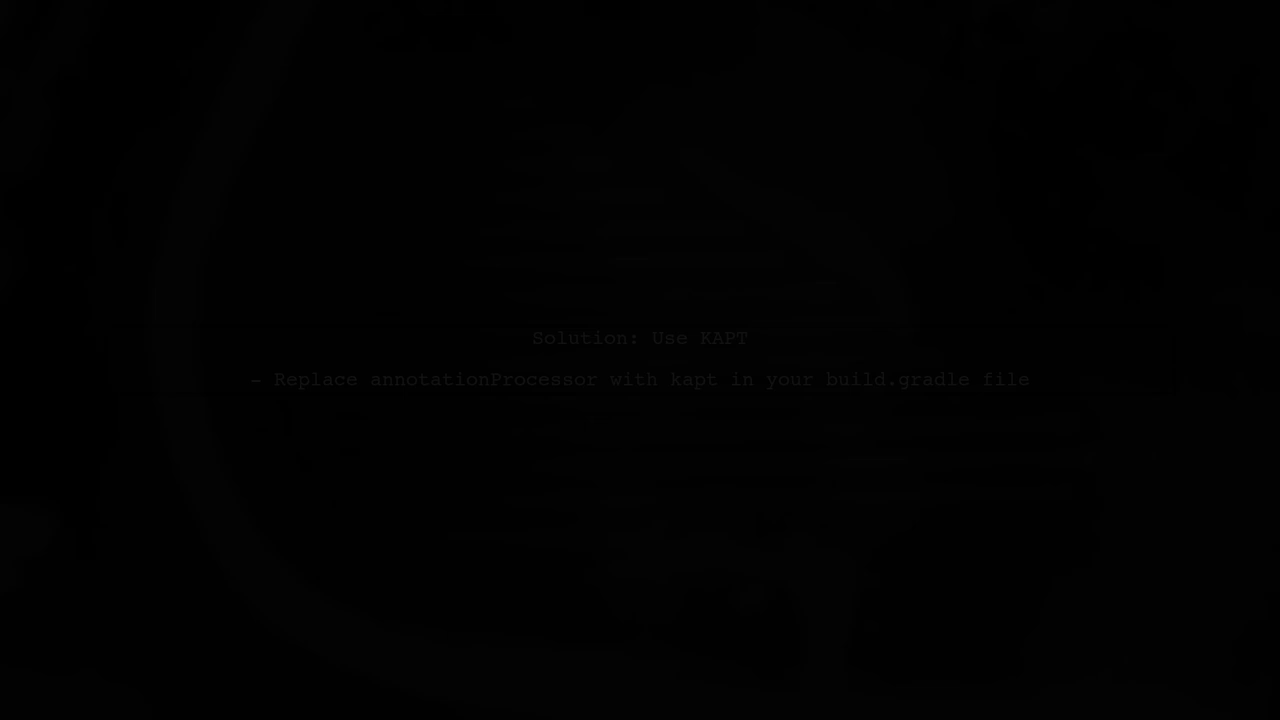 Solution: Use KAPT
- Replace annotationProcessor with kapt in your build.gradle file